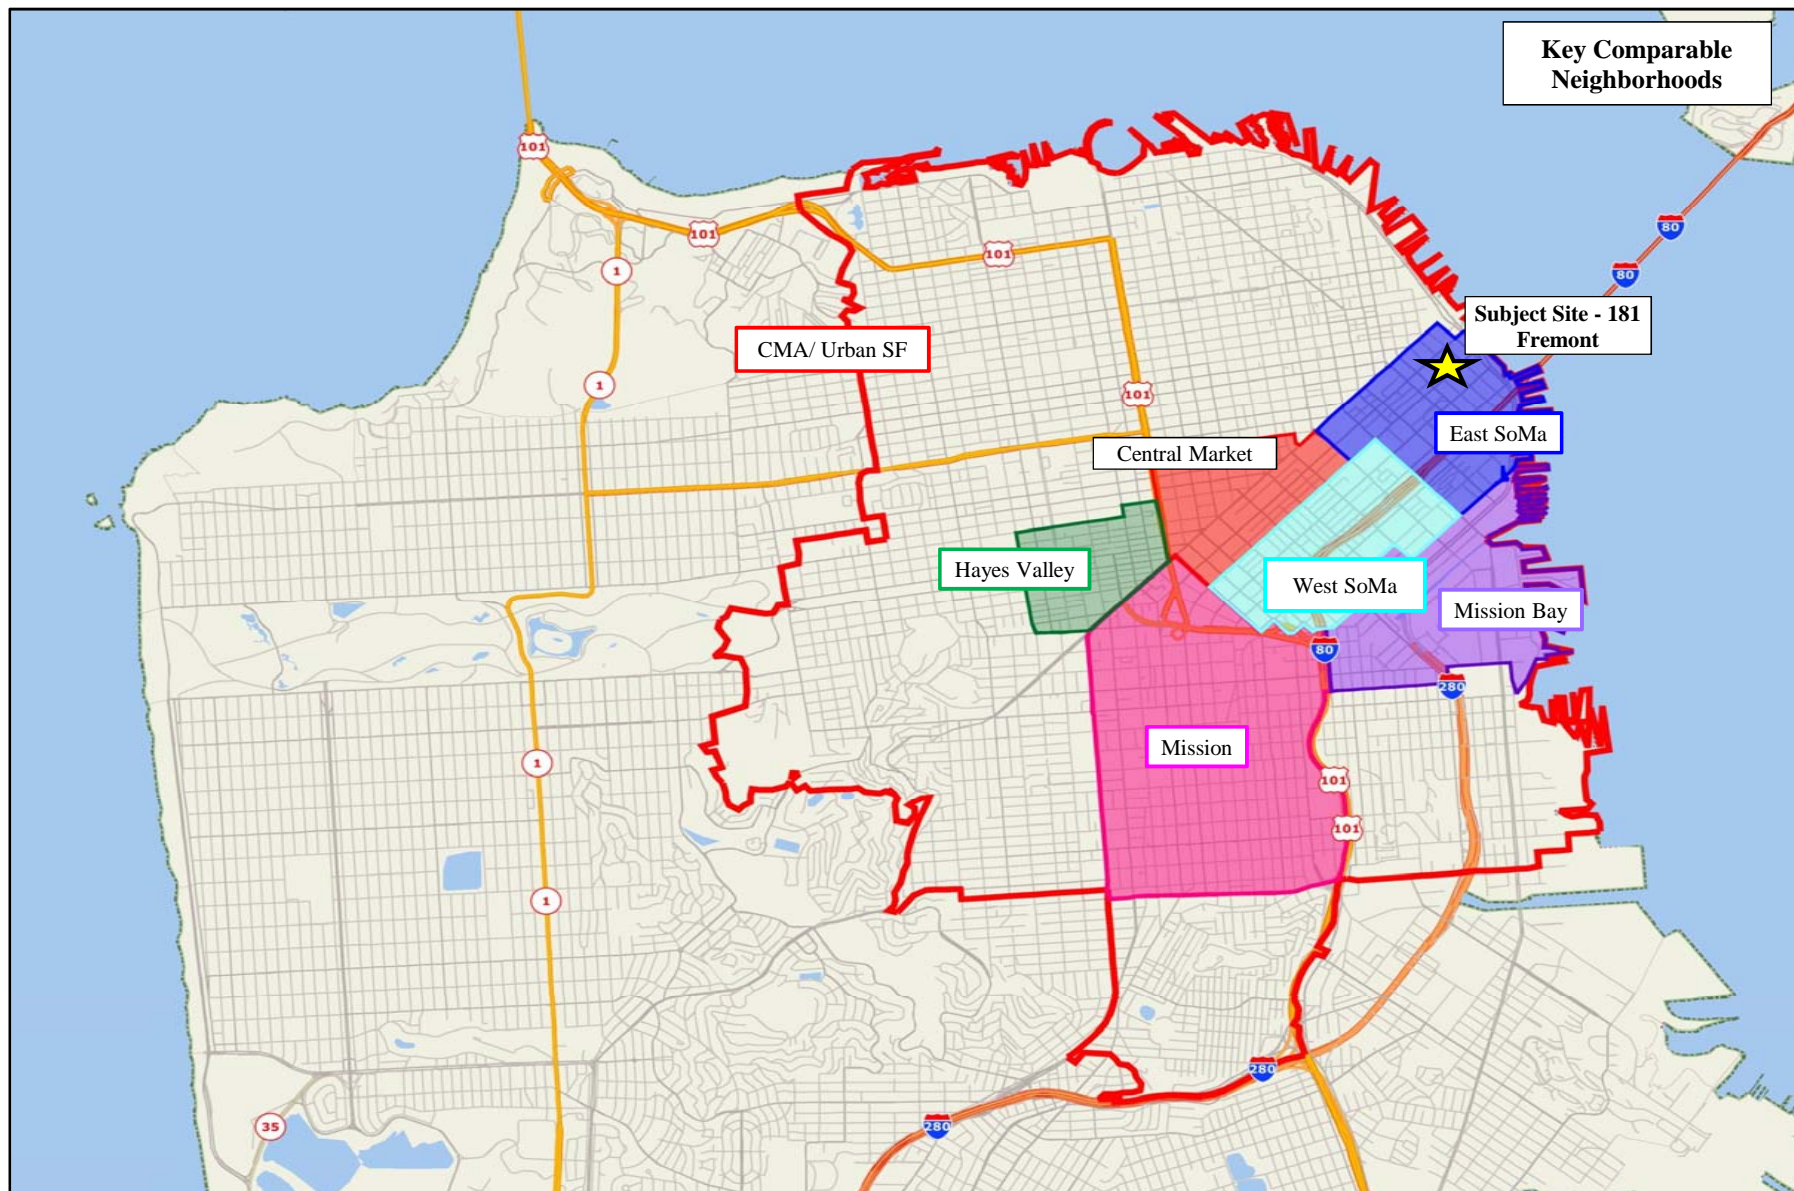 Key Comparable
Neighborhoods
101
101
101
80
1
80
Subject Site - 181
Fremont
CMA/ Urban SF
1
101
East SoMa
Central Market
Hayes Valley
West SoMa
Mission Bay
80
280
Mission
1
101
101
1
280
35
280